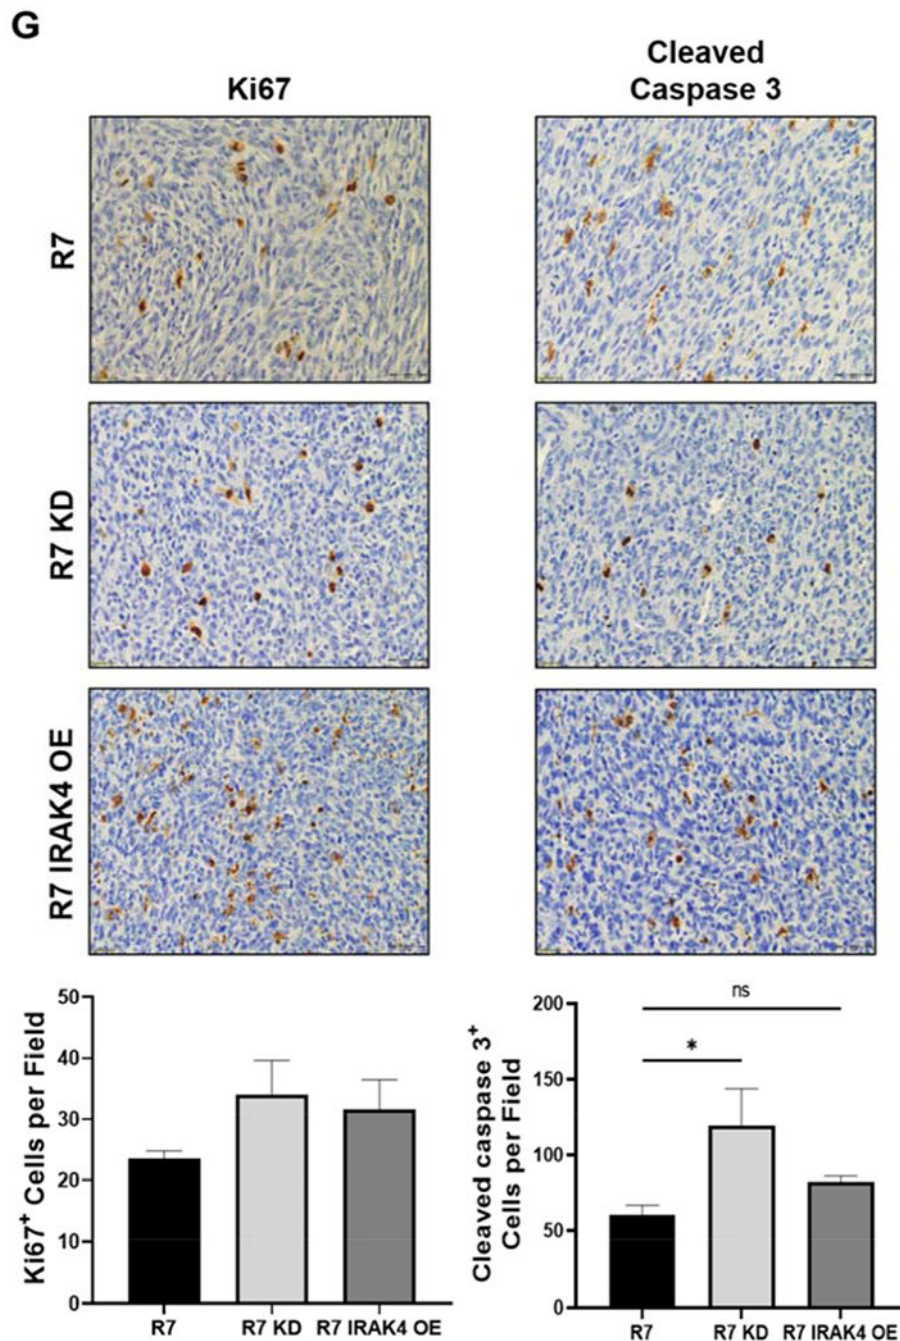 G
Ki67
Cleaved
Caspase 3
R7
R7 KD
R7 IRAK4 OE
Ki67+ Cells per Field
50
40
30
20
10
0
R7
R7 KD
R7 IRAK4 OE
Cleaved caspase 3+
Cells per Field
200
150
100
50
0
ns
*
R7
R7 KD
R7 IRAK4 OE